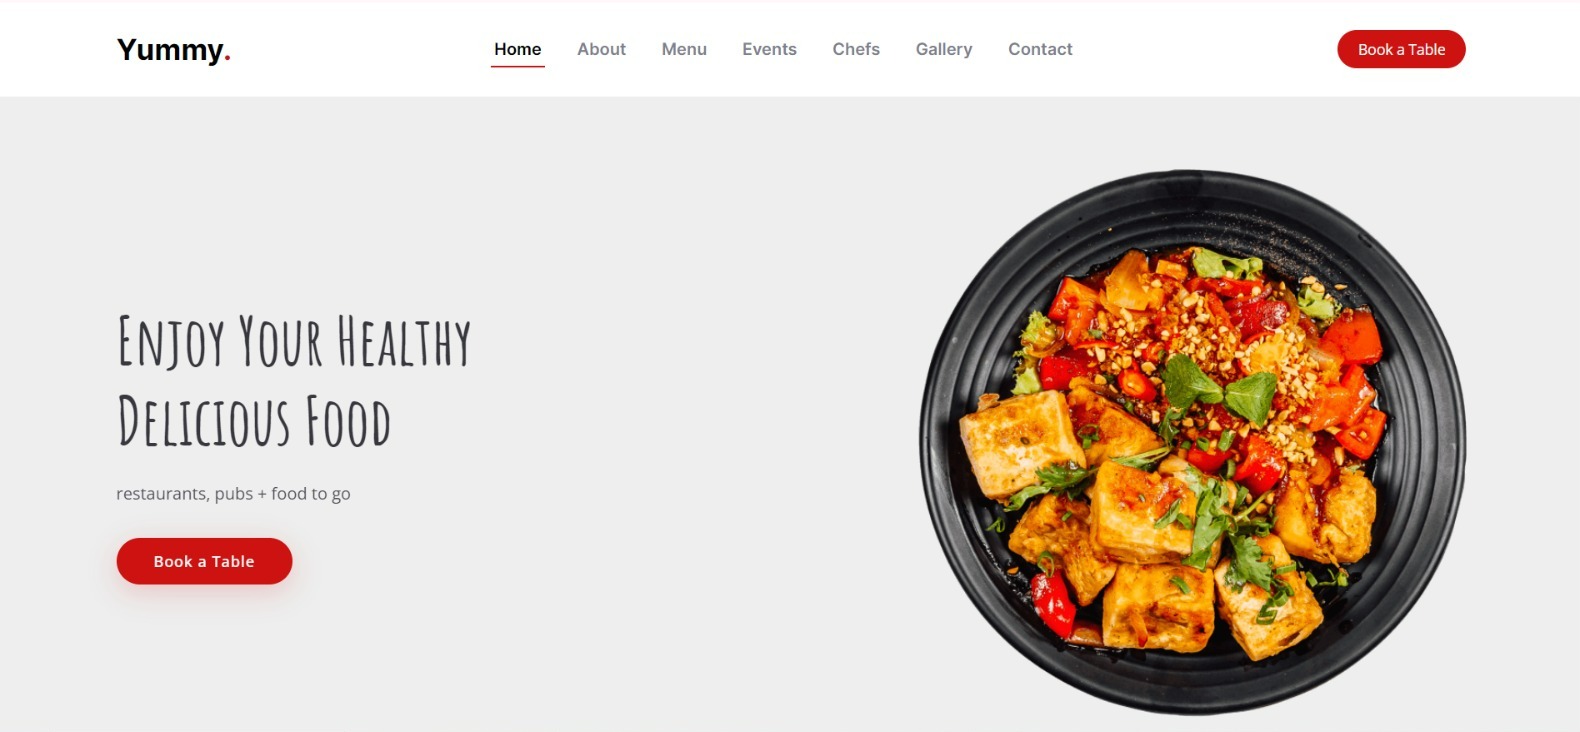 Yummy.
Home About Menu Events Chefs Gallery Contact
Book a Table
Enjoy Your Healthy
Delicious Food
restaurants, pubs + food to go
Book a Table